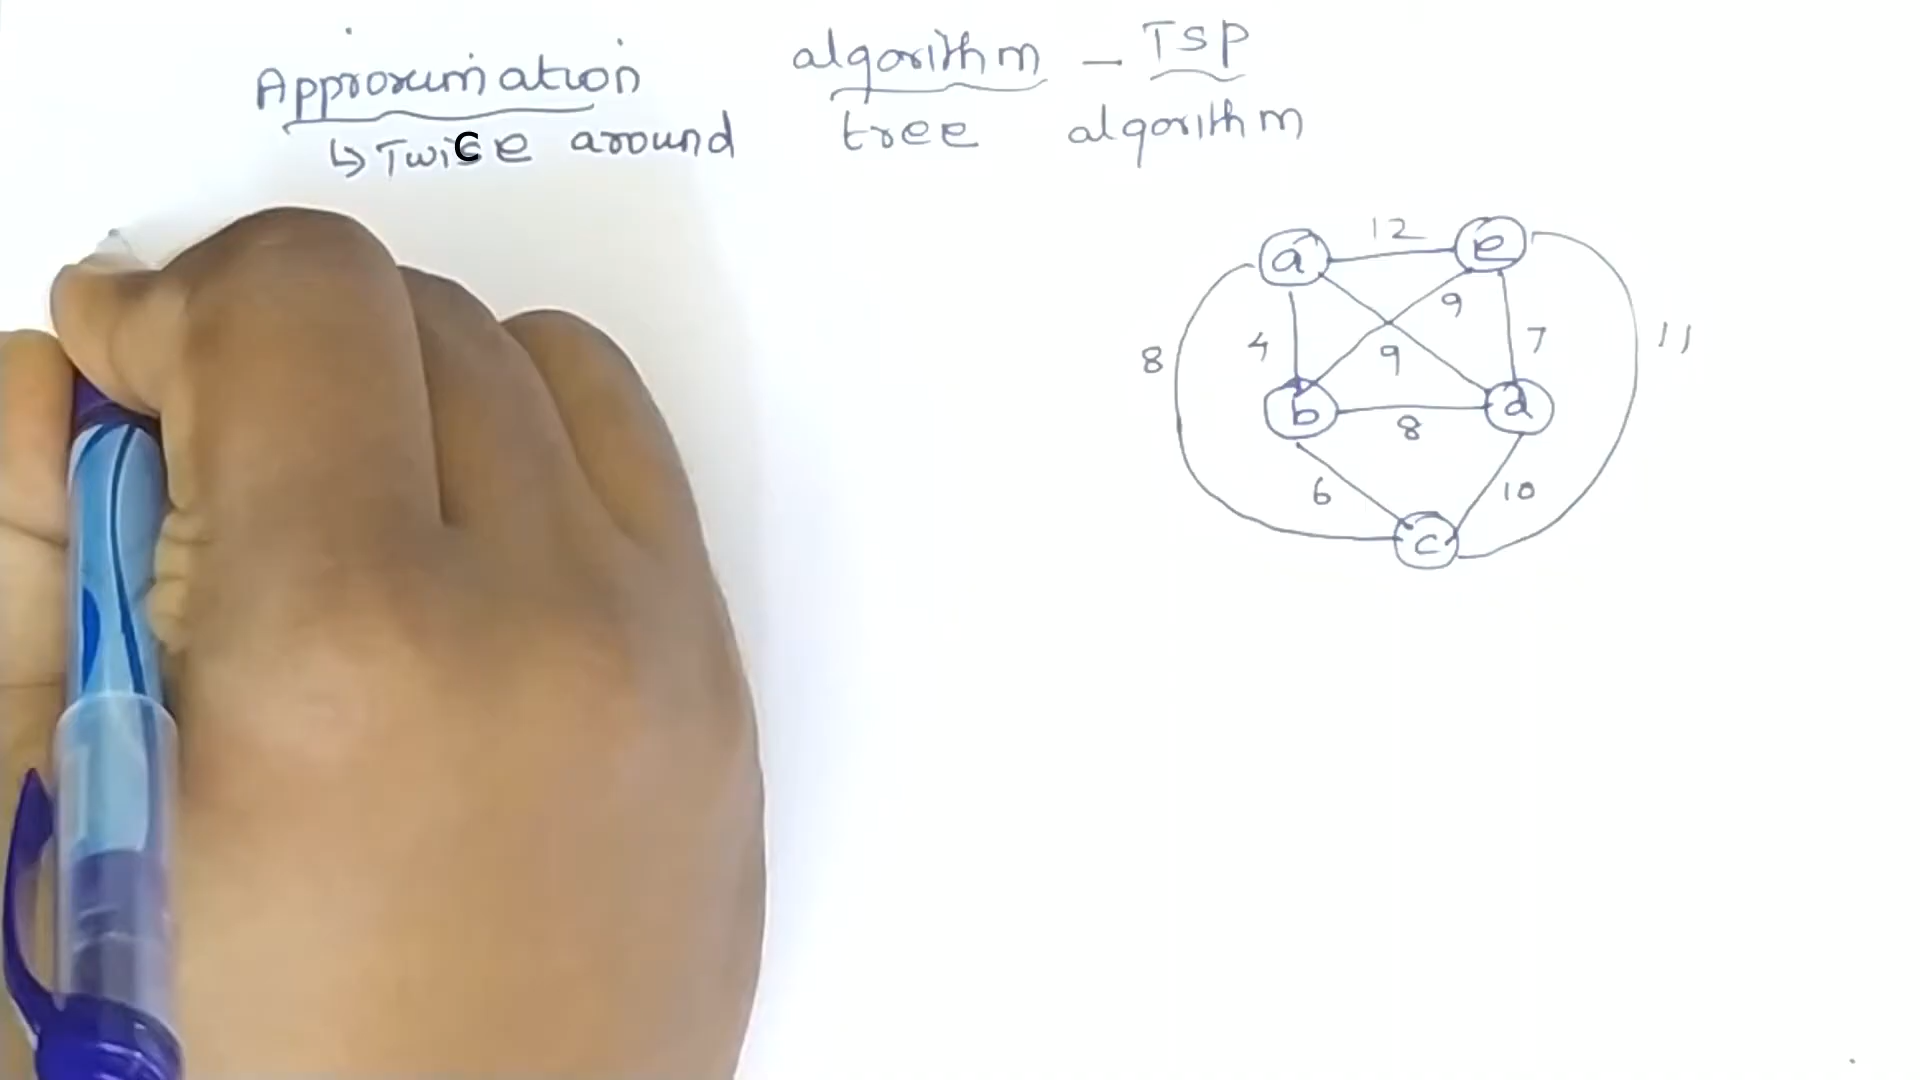 Approximation algorithm - TSP
↳ Twice around tree algorithm
12
a e
9
8 4 9 7 11
b d
8
6 10
c